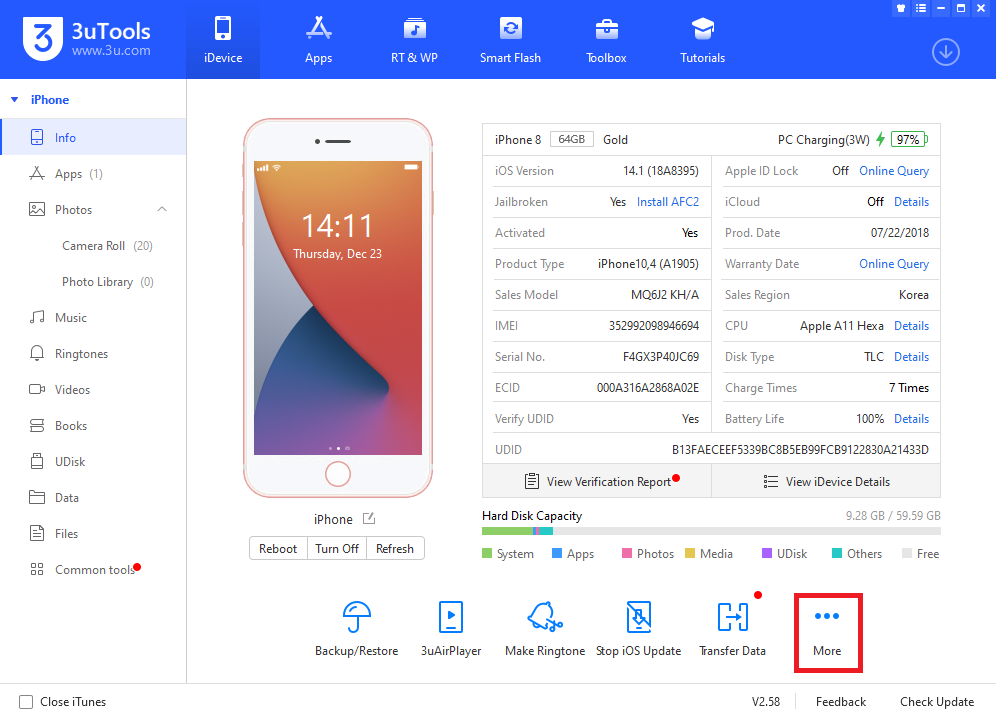 3 3uTools
www.3u.com
iDevice
Apps
RT & WP
Smart Flash
Toolbox
Tutorials
iPhone
Info
Apps (1)
Photos
Camera Roll (20)
Photo Library (0)
Music
Ringtones
Videos
Books
UDisk
Data
Files
Common tools
14:11
Thursday, Dec 23
iPhone
Reboot Turn Off Refresh
iPhone 8 64GB Gold PC Charging(3W) 97%
iOS Version 14.1 (18A8395) Apple ID Lock Off Online Query
Jailbroken Yes Install AFC2 iCloud Off Details
Activated Yes Prod. Date 07/22/2018
Product Type iPhone10,4 (A1905) Warranty Date Online Query
Sales Model MQ6J2 KH/A Sales Region Korea
IMEI 352992098946694 CPU Apple A11 Hexa Details
Serial No. F4GX3P40JC69 Disk Type TLC Details
ECID 000A316A2868A02E Charge Times 7 Times
Verify UDID Yes Battery Life 100% Details
UDID B13FAECEEF5339BC8B5EB99FCB9122830A21433D
View Verification Report View iDevice Details
Hard Disk Capacity 9.28 GB / 59.59 GB
System Apps Photos Media UDisk Others Free
Backup/Restore 3uAirPlayer Make Ringtone Stop iOS Update Transfer Data More
Close iTunes V2.58 Feedback Check Update